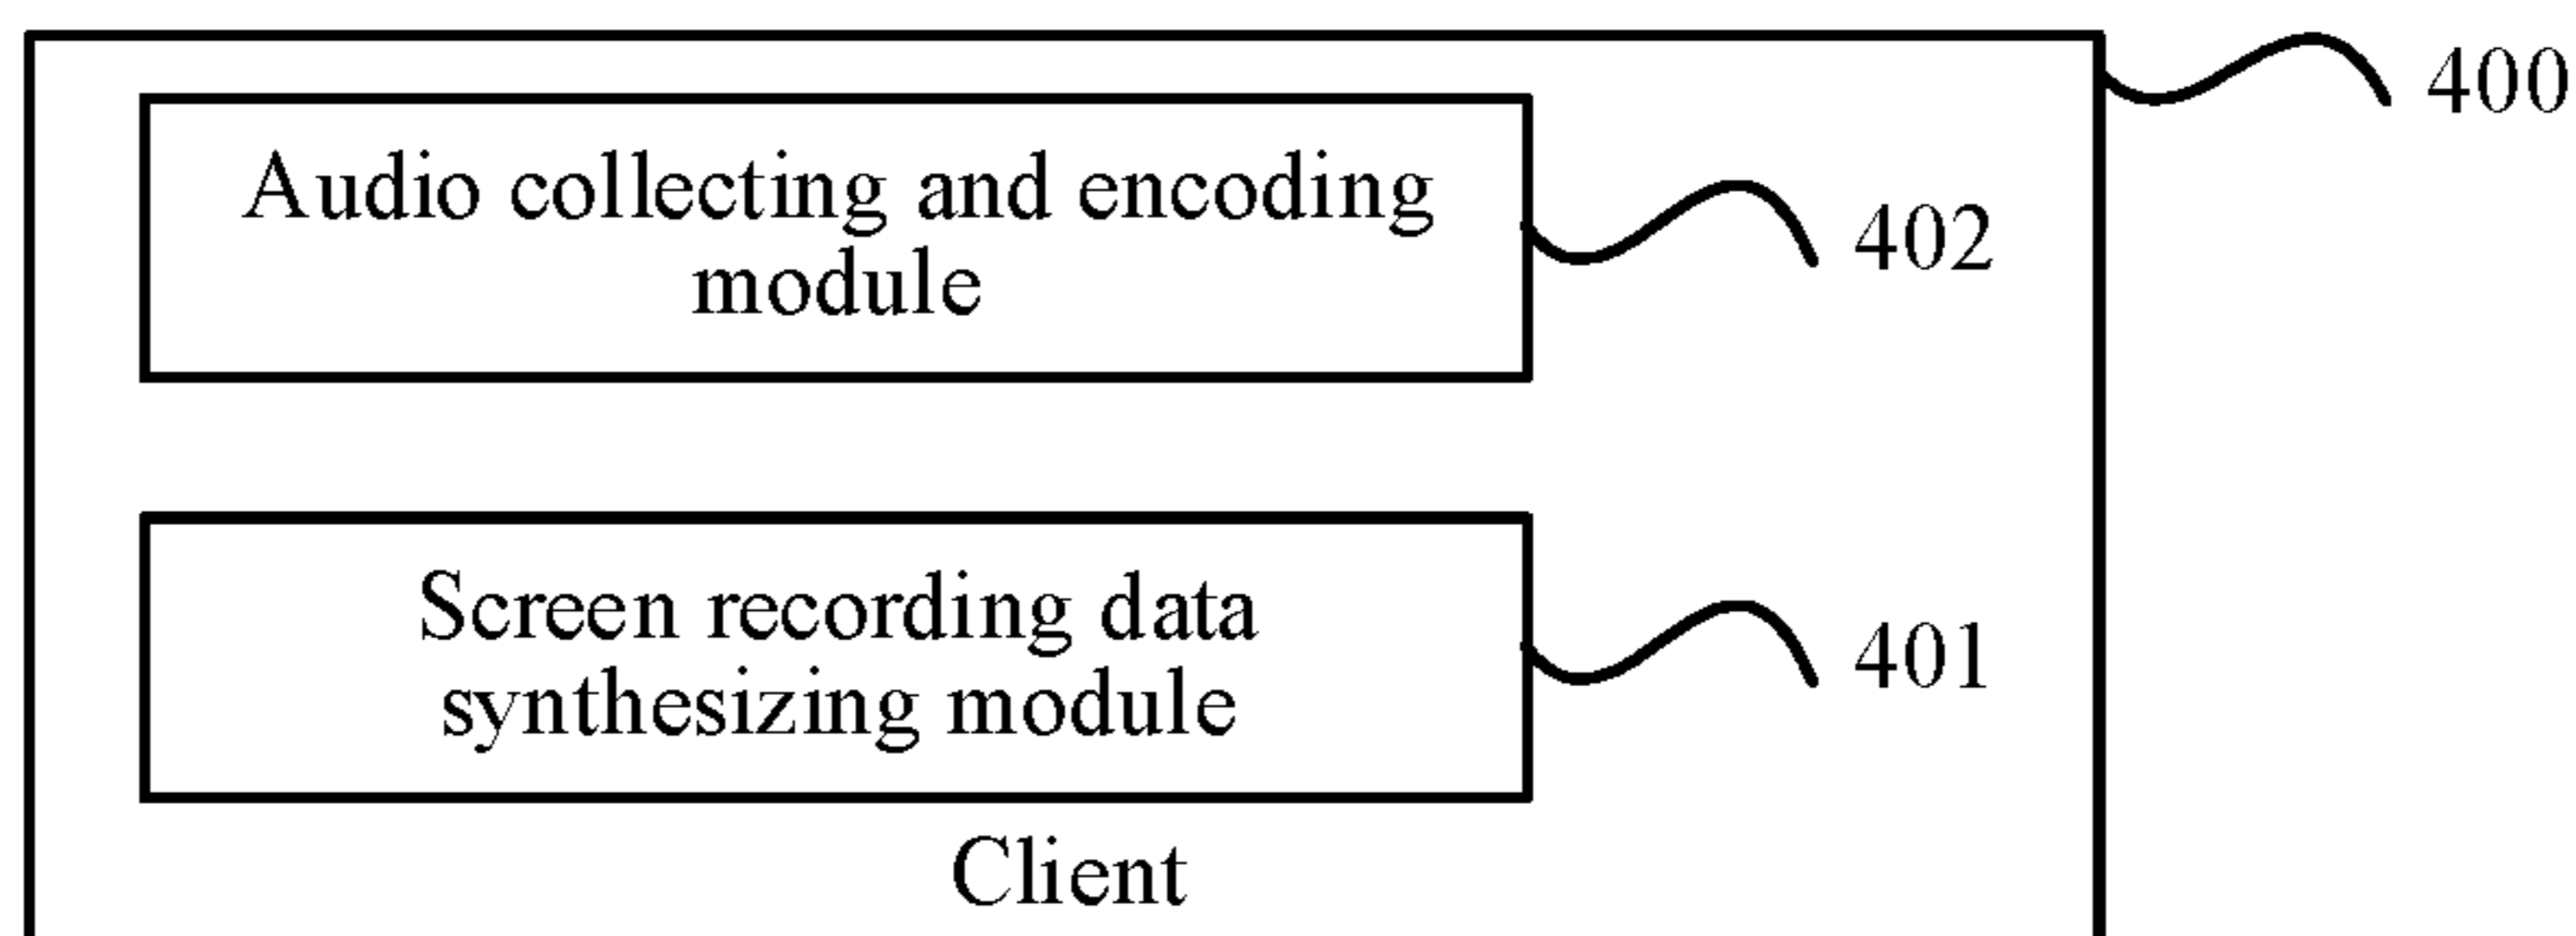 400
Audio collecting and encoding
module
402
Screen recording data
synthesizing module
401
Client